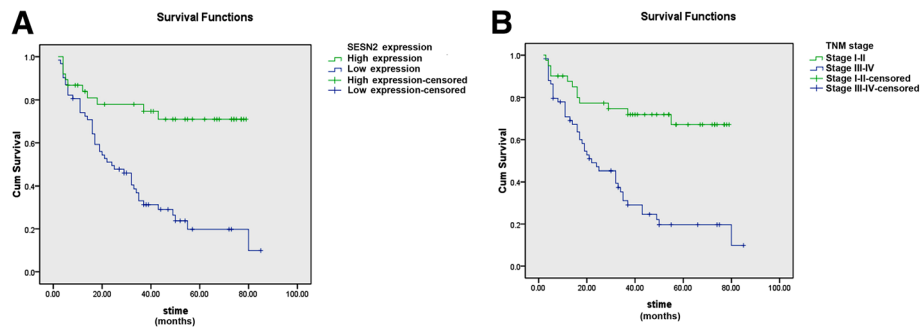 A
Survival Functions
SESN2 expression
High expression
Low expression
High expression-censored
Low expression-censored
Cum Survival
1.0
0.8
0.6
0.4
0.2
0.0
0.00 20.00 40.00 60.00 80.00 100.00
stime
(months)
B
Survival Functions
TNM stage
Stage I-II
Stage III-IV
Stage I-II-censored
Stage III-IV-censored
Cum Survival
1.0
0.8
0.6
0.4
0.2
0.0
0.00 20.00 40.00 60.00 80.00 100.00
stime
(months)